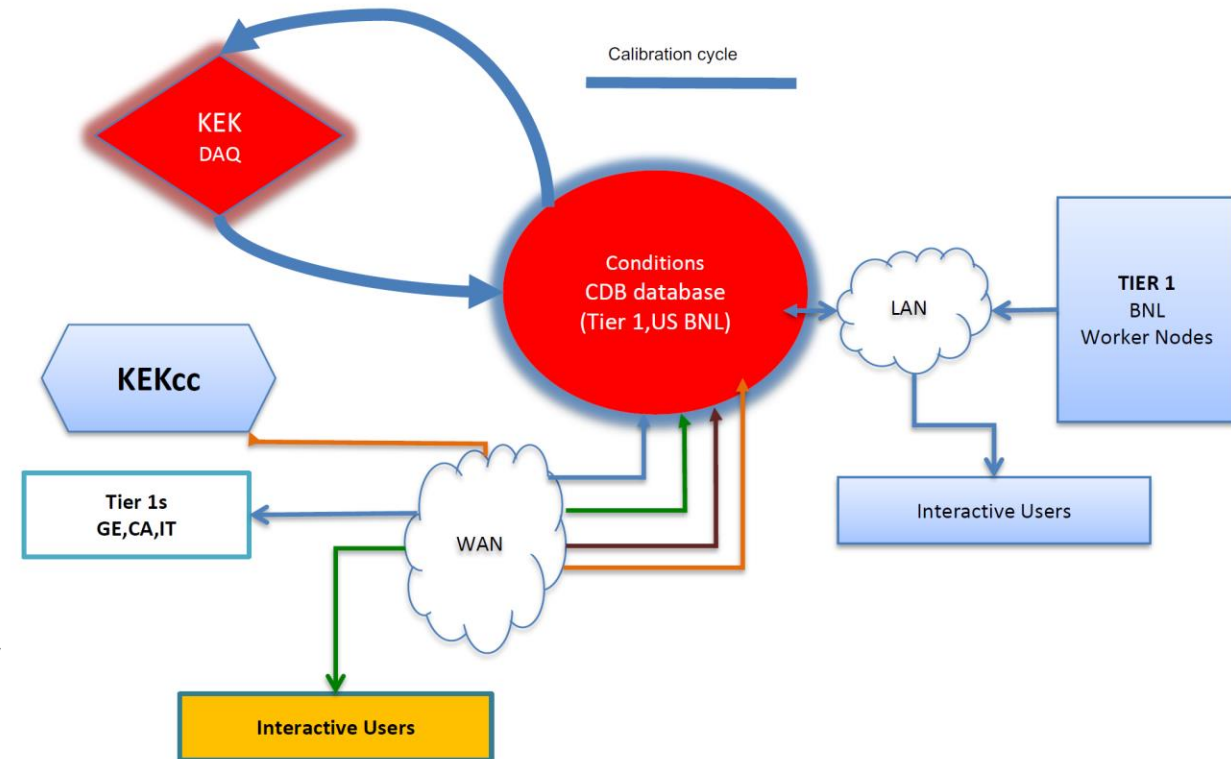 Calibration cycle
KEK
DAQ
Conditions
CDB database
(Tier 1,US BNL)
LAN
TIER 1
BNL
Worker Nodes
KEKcc
Tier 1s
GE,CA,IT
WAN
Interactive Users
Interactive Users